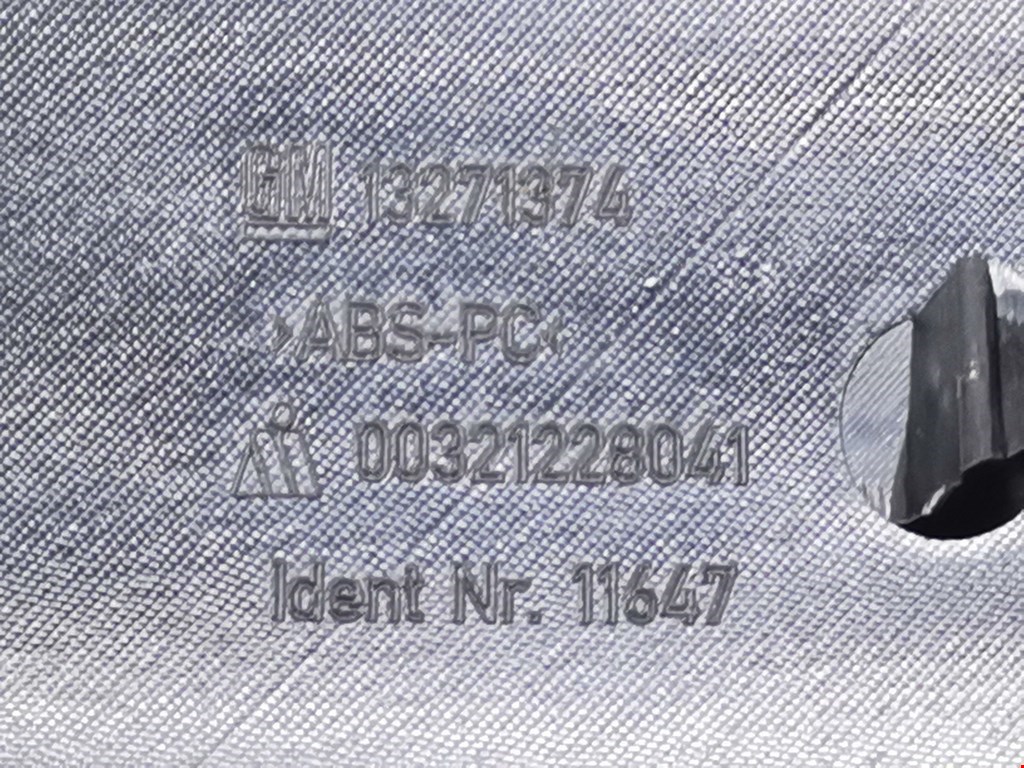 GM 13271374
>ABS-PC<
00321228041
Ident Nr. 11647